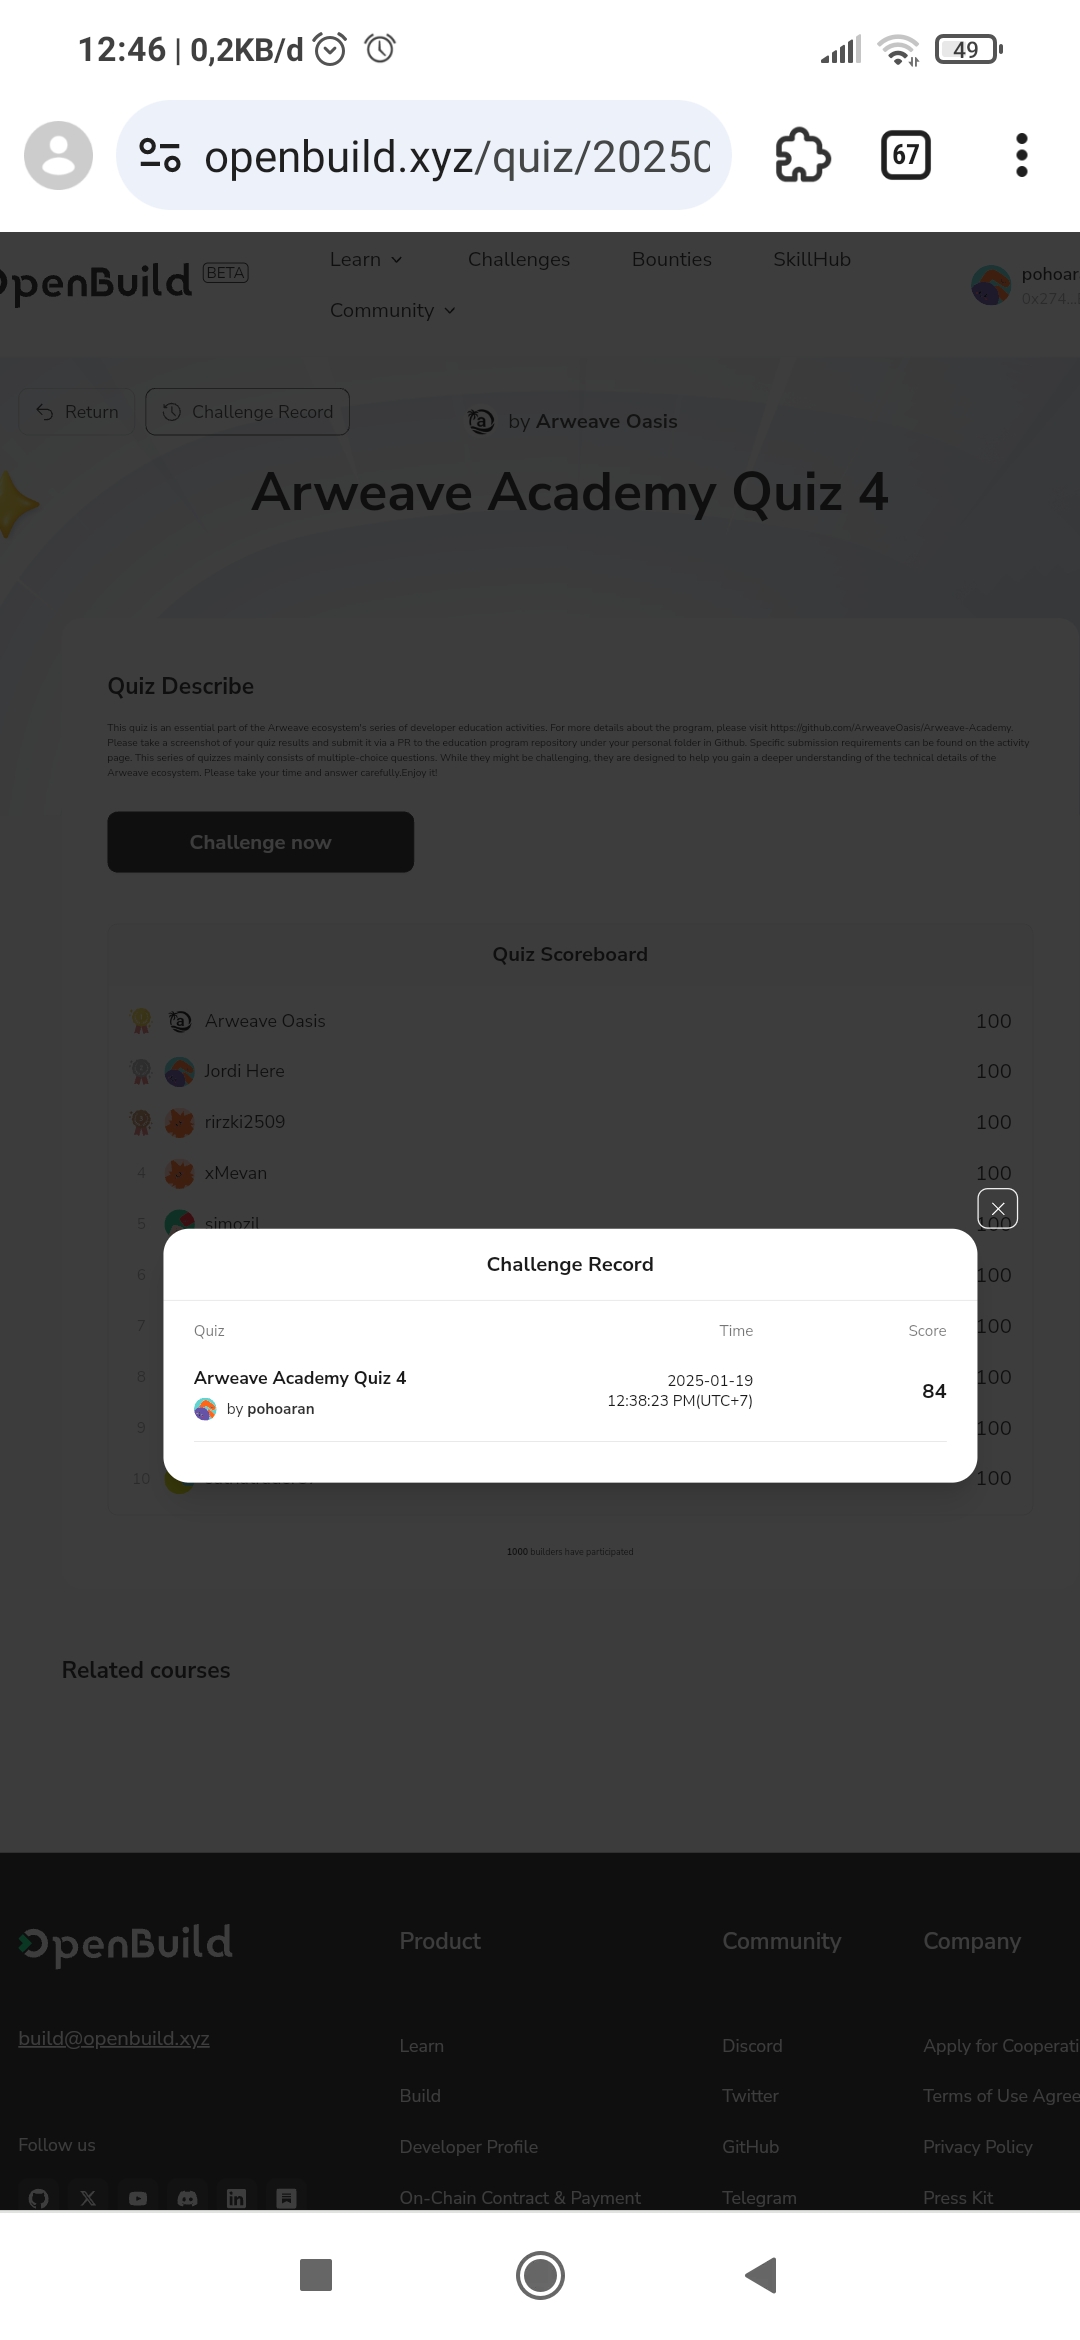 12:46 | 0,2KB/d
49
openbuild.xyz/quiz/20250
67
OpenBuild BETA
Learn
Challenges
Bounties
SkillHub
Community
pohoar
0x274...
Return
Challenge Record
by Arweave Oasis
Arweave Academy Quiz 4
Quiz Describe
This quiz is an essential part of the Arweave ecosystem's series of developer education activities. For more details about the program, please visit https://github.com/ArweaveOasis/Arweave-Academy.
Please take a screenshot of your quiz results and submit it via a PR to the education program repository under your personal folder in Github. Specific submission requirements can be found on the activity
page. This series of quizzes mainly consists of multiple-choice questions. While they might be challenging, they are designed to help you gain a deeper understanding of the technical details of the
Arweave ecosystem. Please take your time and answer carefully.Enjoy it!
Challenge now
Quiz Scoreboard
Arweave Oasis 100
Jordi Here 100
rirzki2509 100
4 xMevan 100
5 simozil 100
6 100
7 100
8 100
9 100
10 100
Challenge Record
Quiz Time Score
Arweave Academy Quiz 4
by pohoaran
2025-01-19
12:38:23 PM(UTC+7)
84
1000 builders have participated
Related courses
OpenBuild
build@openbuild.xyz
Follow us
Product
Learn
Build
Developer Profile
On-Chain Contract & Payment
Community
Discord
Twitter
GitHub
Telegram
Company
Apply for Cooperati
Terms of Use Agree
Privacy Policy
Press Kit